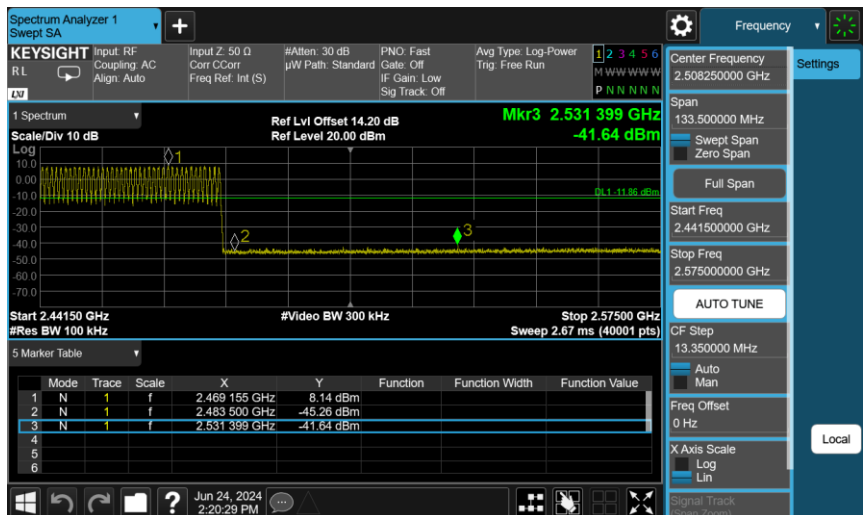 Spectrum Analyzer 1
Swept SA
+
Frequency
KEYSIGHT
RL
LXI
Input: RF
Coupling: AC
Align: Auto
Input Z: 50 Ω
Corr CCorr
Freq Ref: Int (S)
#Atten: 30 dB
µW Path: Standard
PNO: Fast
Gate: Off
IF Gain: Low
Sig Track: Off
Avg Type: Log-Power
Trig: Free Run
1 2 3 4 5 6
M W W W W W
P N N N N N
1 Spectrum
Scale/Div 10 dB
Ref Lvl Offset 14.20 dB
Ref Level 20.00 dBm
Mkr3 2.531 399 GHz
-41.64 dBm
Log
10.0
0.00
-10.0
-20.0
-30.0
-40.0
-50.0
-60.0
-70.0
1
2
3
DL1 -11.86 dBm
Start 2.44150 GHz
#Res BW 100 kHz
#Video BW 300 kHz
Stop 2.57500 GHz
Sweep 2.67 ms (40001 pts)
5 Marker Table
Mode Trace Scale X Y Function Function Width Function Value
1 N 1 f 2.469 155 GHz 8.14 dBm
2 N 1 f 2.483 500 GHz -45.26 dBm
3 N 1 f 2.531 399 GHz -41.64 dBm
4
5
6
?
Jun 24, 2024
2:20:29 PM
Center Frequency
2.508250000 GHz
Span
133.500000 MHz
Swept Span
Zero Span
Full Span
Start Freq
2.441500000 GHz
Stop Freq
2.575000000 GHz
AUTO TUNE
CF Step
13.350000 MHz
Auto
Man
Freq Offset
0 Hz
X Axis Scale
Log
Lin
Signal Track
(Span Zoom)
Settings
Local